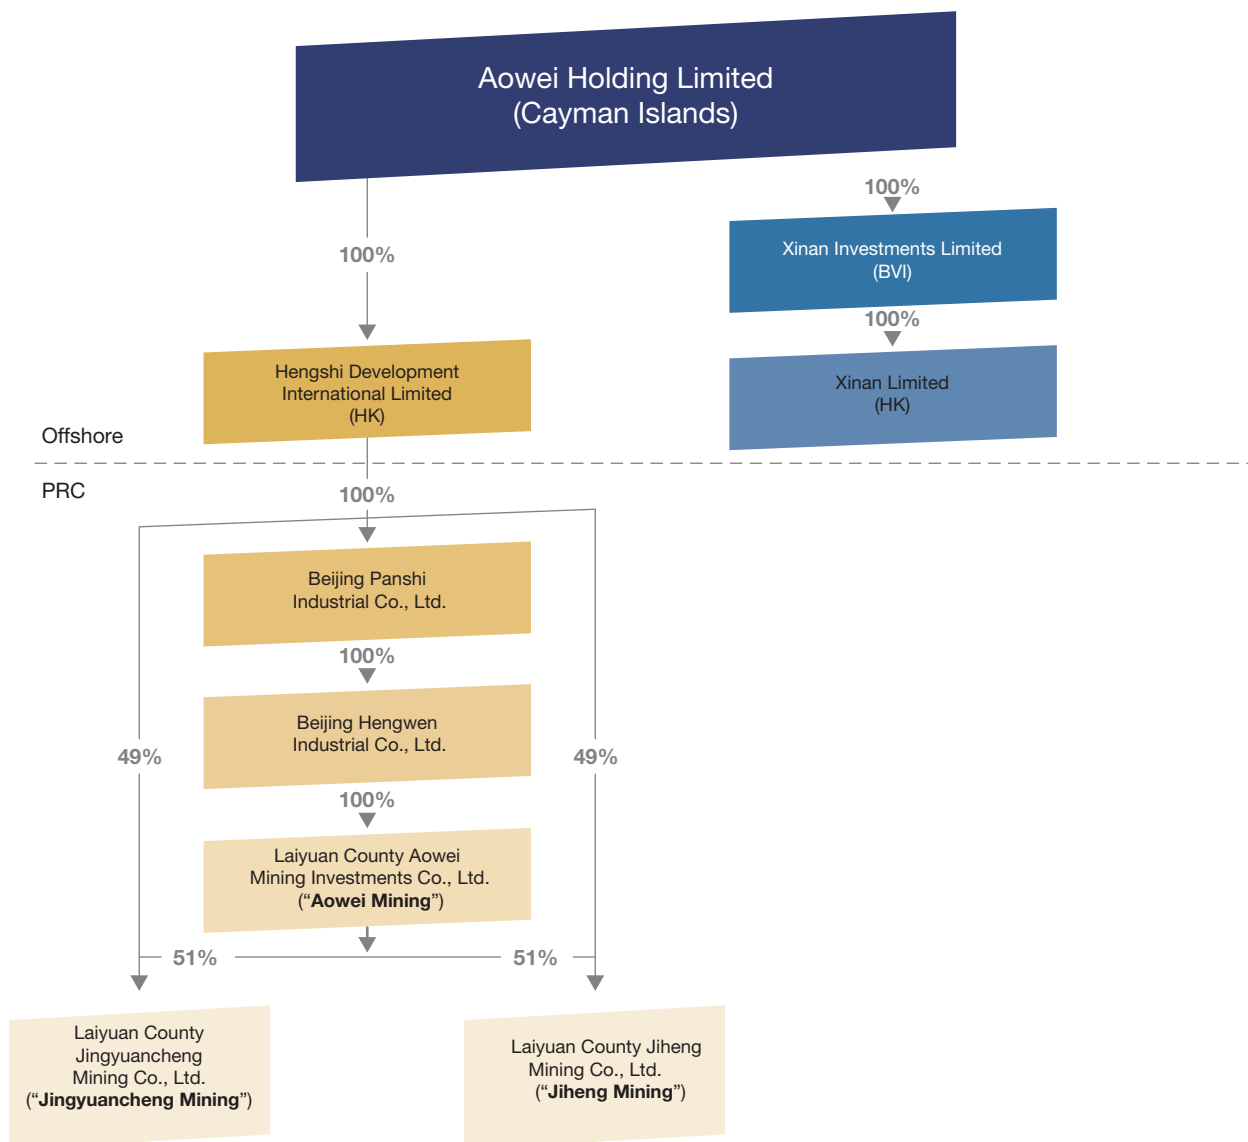 Aowei Holding Limited
(Cayman Islands)
100%
100%
Xinan Investments Limited
(BVI)
100%
Hengshi Development
International Limited
(HK)
Xinan Limited
(HK)
Offshore
PRC
100%
Beijing Panshi
Industrial Co., Ltd.
100%
Beijing Hengwen
Industrial Co., Ltd.
49%
49%
100%
Laiyuan County Aowei
Mining Investments Co., Ltd.
(“Aowei Mining”)
51%
51%
Laiyuan County
Jingyuancheng
Mining Co., Ltd.
(“Jingyuancheng Mining”)
Laiyuan County Jiheng
Mining Co., Ltd.
(“Jiheng Mining”)